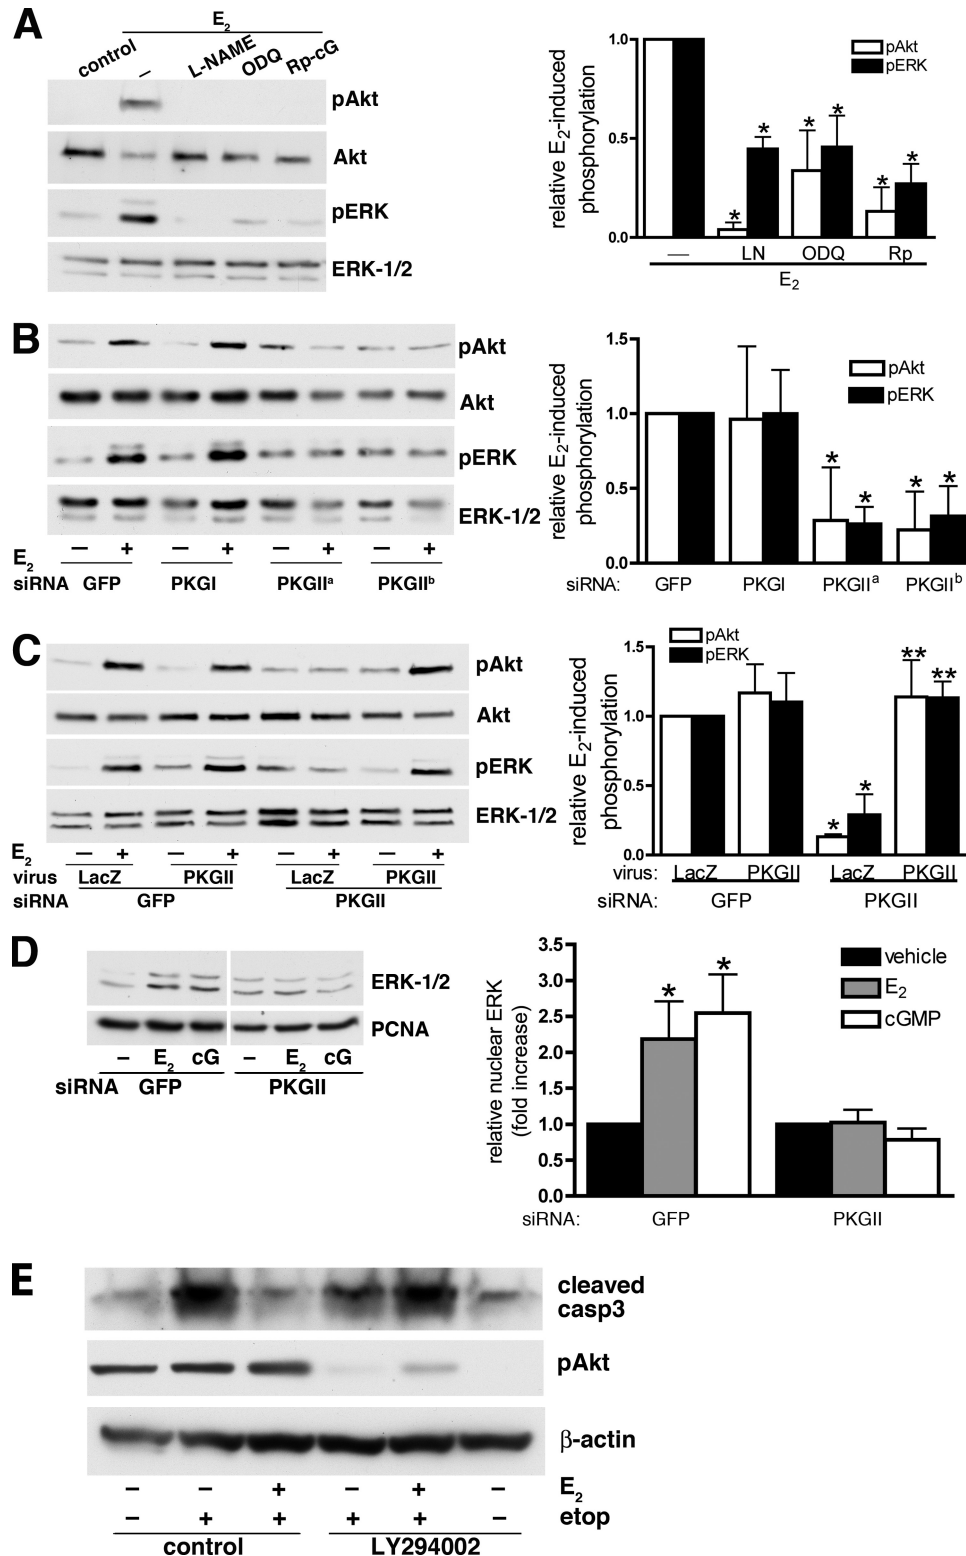 A
E2
control – L-NAME ODQ Rp-cG
pAkt
Akt
pERK
ERK-1/2
relative E2-induced
phosphorylation
1.0
0.5
0.0
pAkt
pERK
* * * * * *
— LN ODQ Rp
E2
B
pAkt
Akt
pERK
ERK-1/2
E2 – + – + – + – +
siRNA GFP PKGI PKGIIa PKGIIb
relative E2-induced
phosphorylation
1.5
1.0
0.5
0.0
pAkt
pERK
* * * *
siRNA: GFP PKGI PKGIIa PKGIIb
C
pAkt
Akt
pERK
ERK-1/2
E2 – + – + – + – +
virus LacZ PKGII LacZ PKGII
siRNA GFP PKGII
relative E2-induced
phosphorylation
1.5
1.0
0.5
0.0
pAkt
pERK
* * ** **
virus: LacZ PKGII LacZ PKGII
siRNA: GFP PKGII
D
ERK-1/2
PCNA
– E2 cG – E2 cG
siRNA GFP PKGII
relative nuclear ERK
(fold increase)
3.5
3.0
2.5
2.0
1.5
1.0
0.5
0.0
vehicle
E2
cGMP
* *
siRNA: GFP PKGII
E
cleaved
casp3
pAkt
β-actin
– – + – + – E2
– + + + + – etop
control LY294002